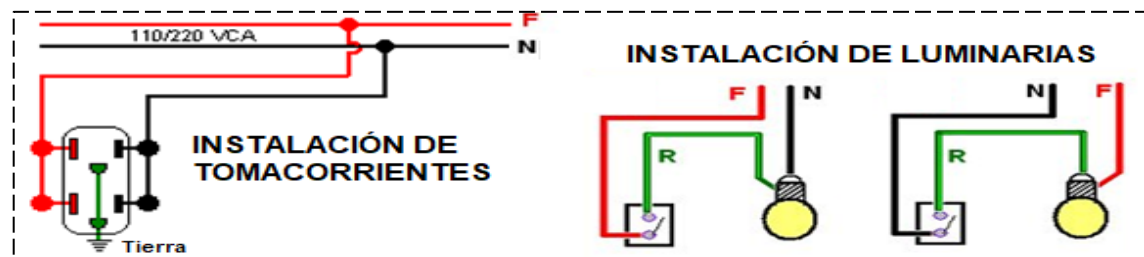 F
110/220 VCA
N
INSTALACIÓN DE
TOMACORRIENTES
Tierra
INSTALACIÓN DE LUMINARIAS
F N
R
N F
R